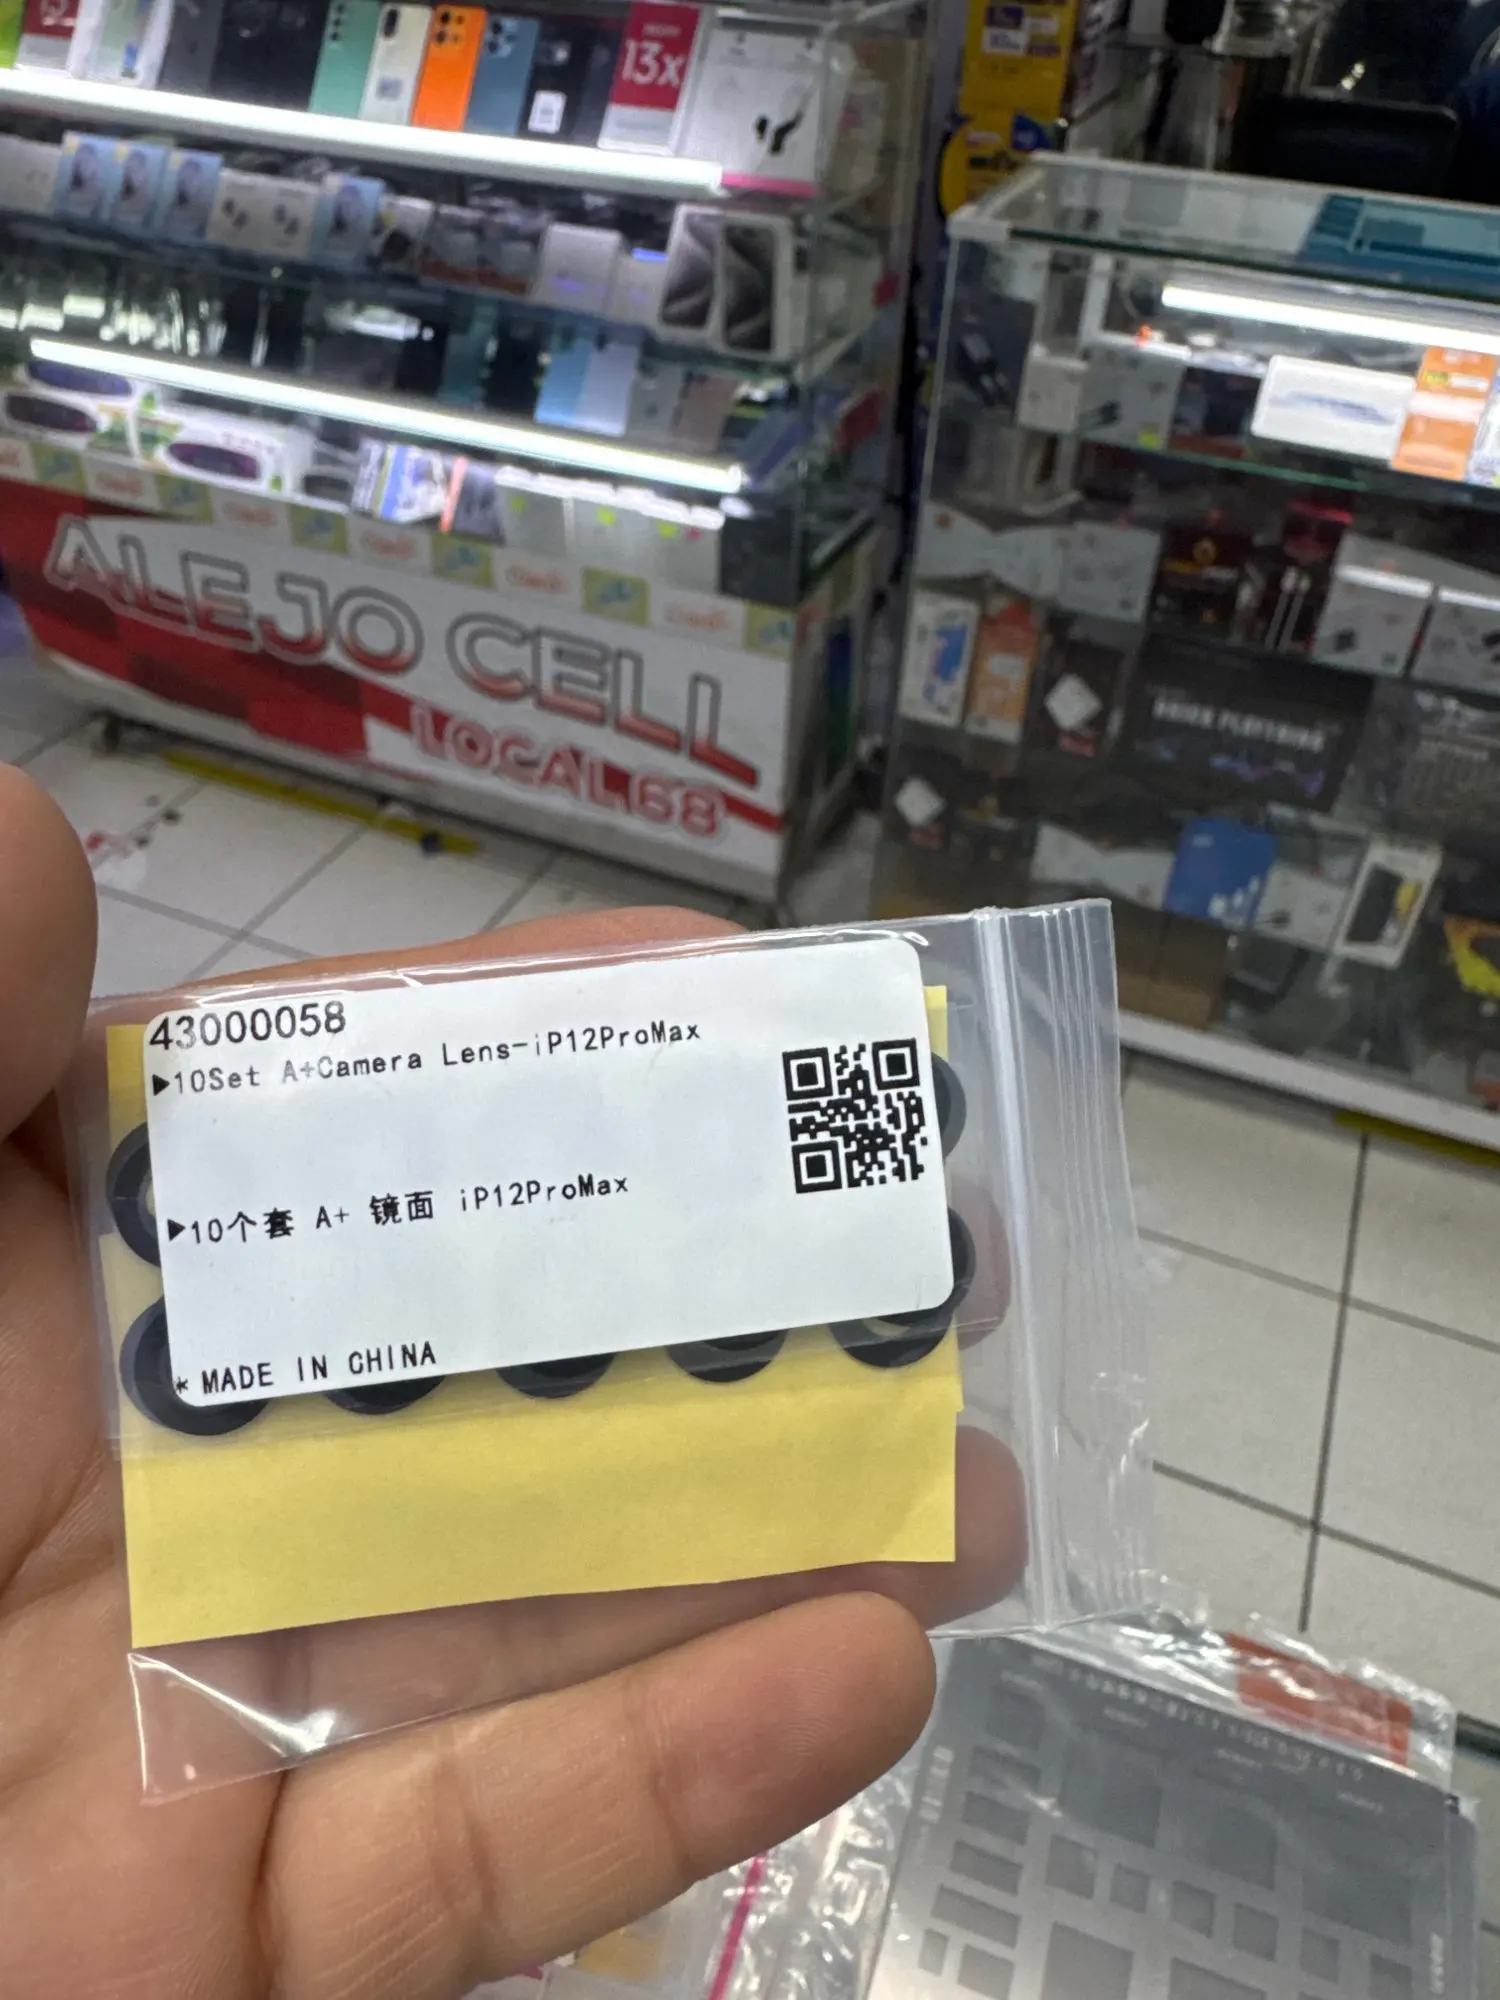 13x
ALEJO CELL
LOCAL 68
43000058
▶10Set A+Camera Lens-iP12ProMax
▶10个套 A+ 镜面 iP12ProMax
* MADE IN CHINA